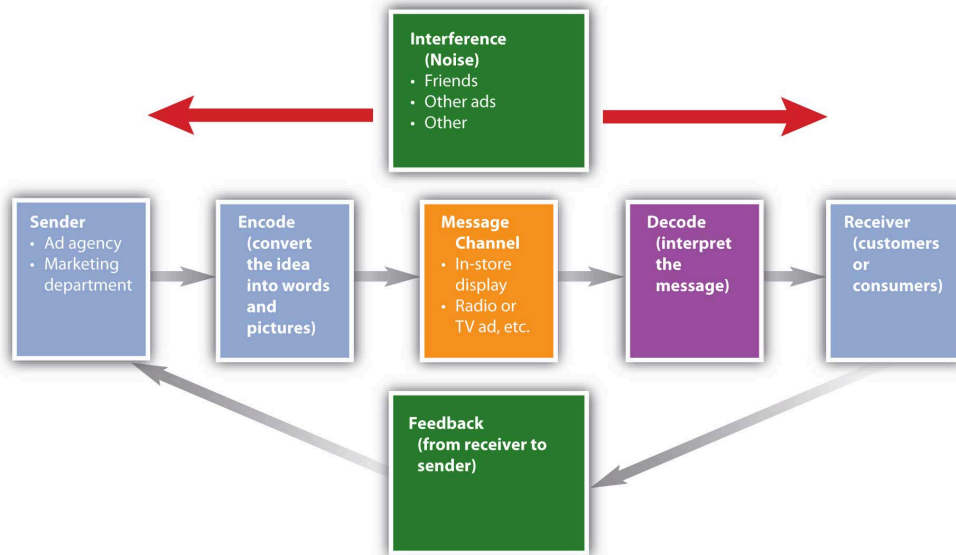 Interference
(Noise)
• Friends
• Other ads
• Other
Sender
• Ad agency
• Marketing
department
Encode
(convert
the idea
into words
and
pictures)
Message
Channel
• In-store
display
• Radio or
TV ad, etc.
Decode
(interpret
the
message)
Receiver
(customers
or
consumers)
Feedback
(from receiver to
sender)